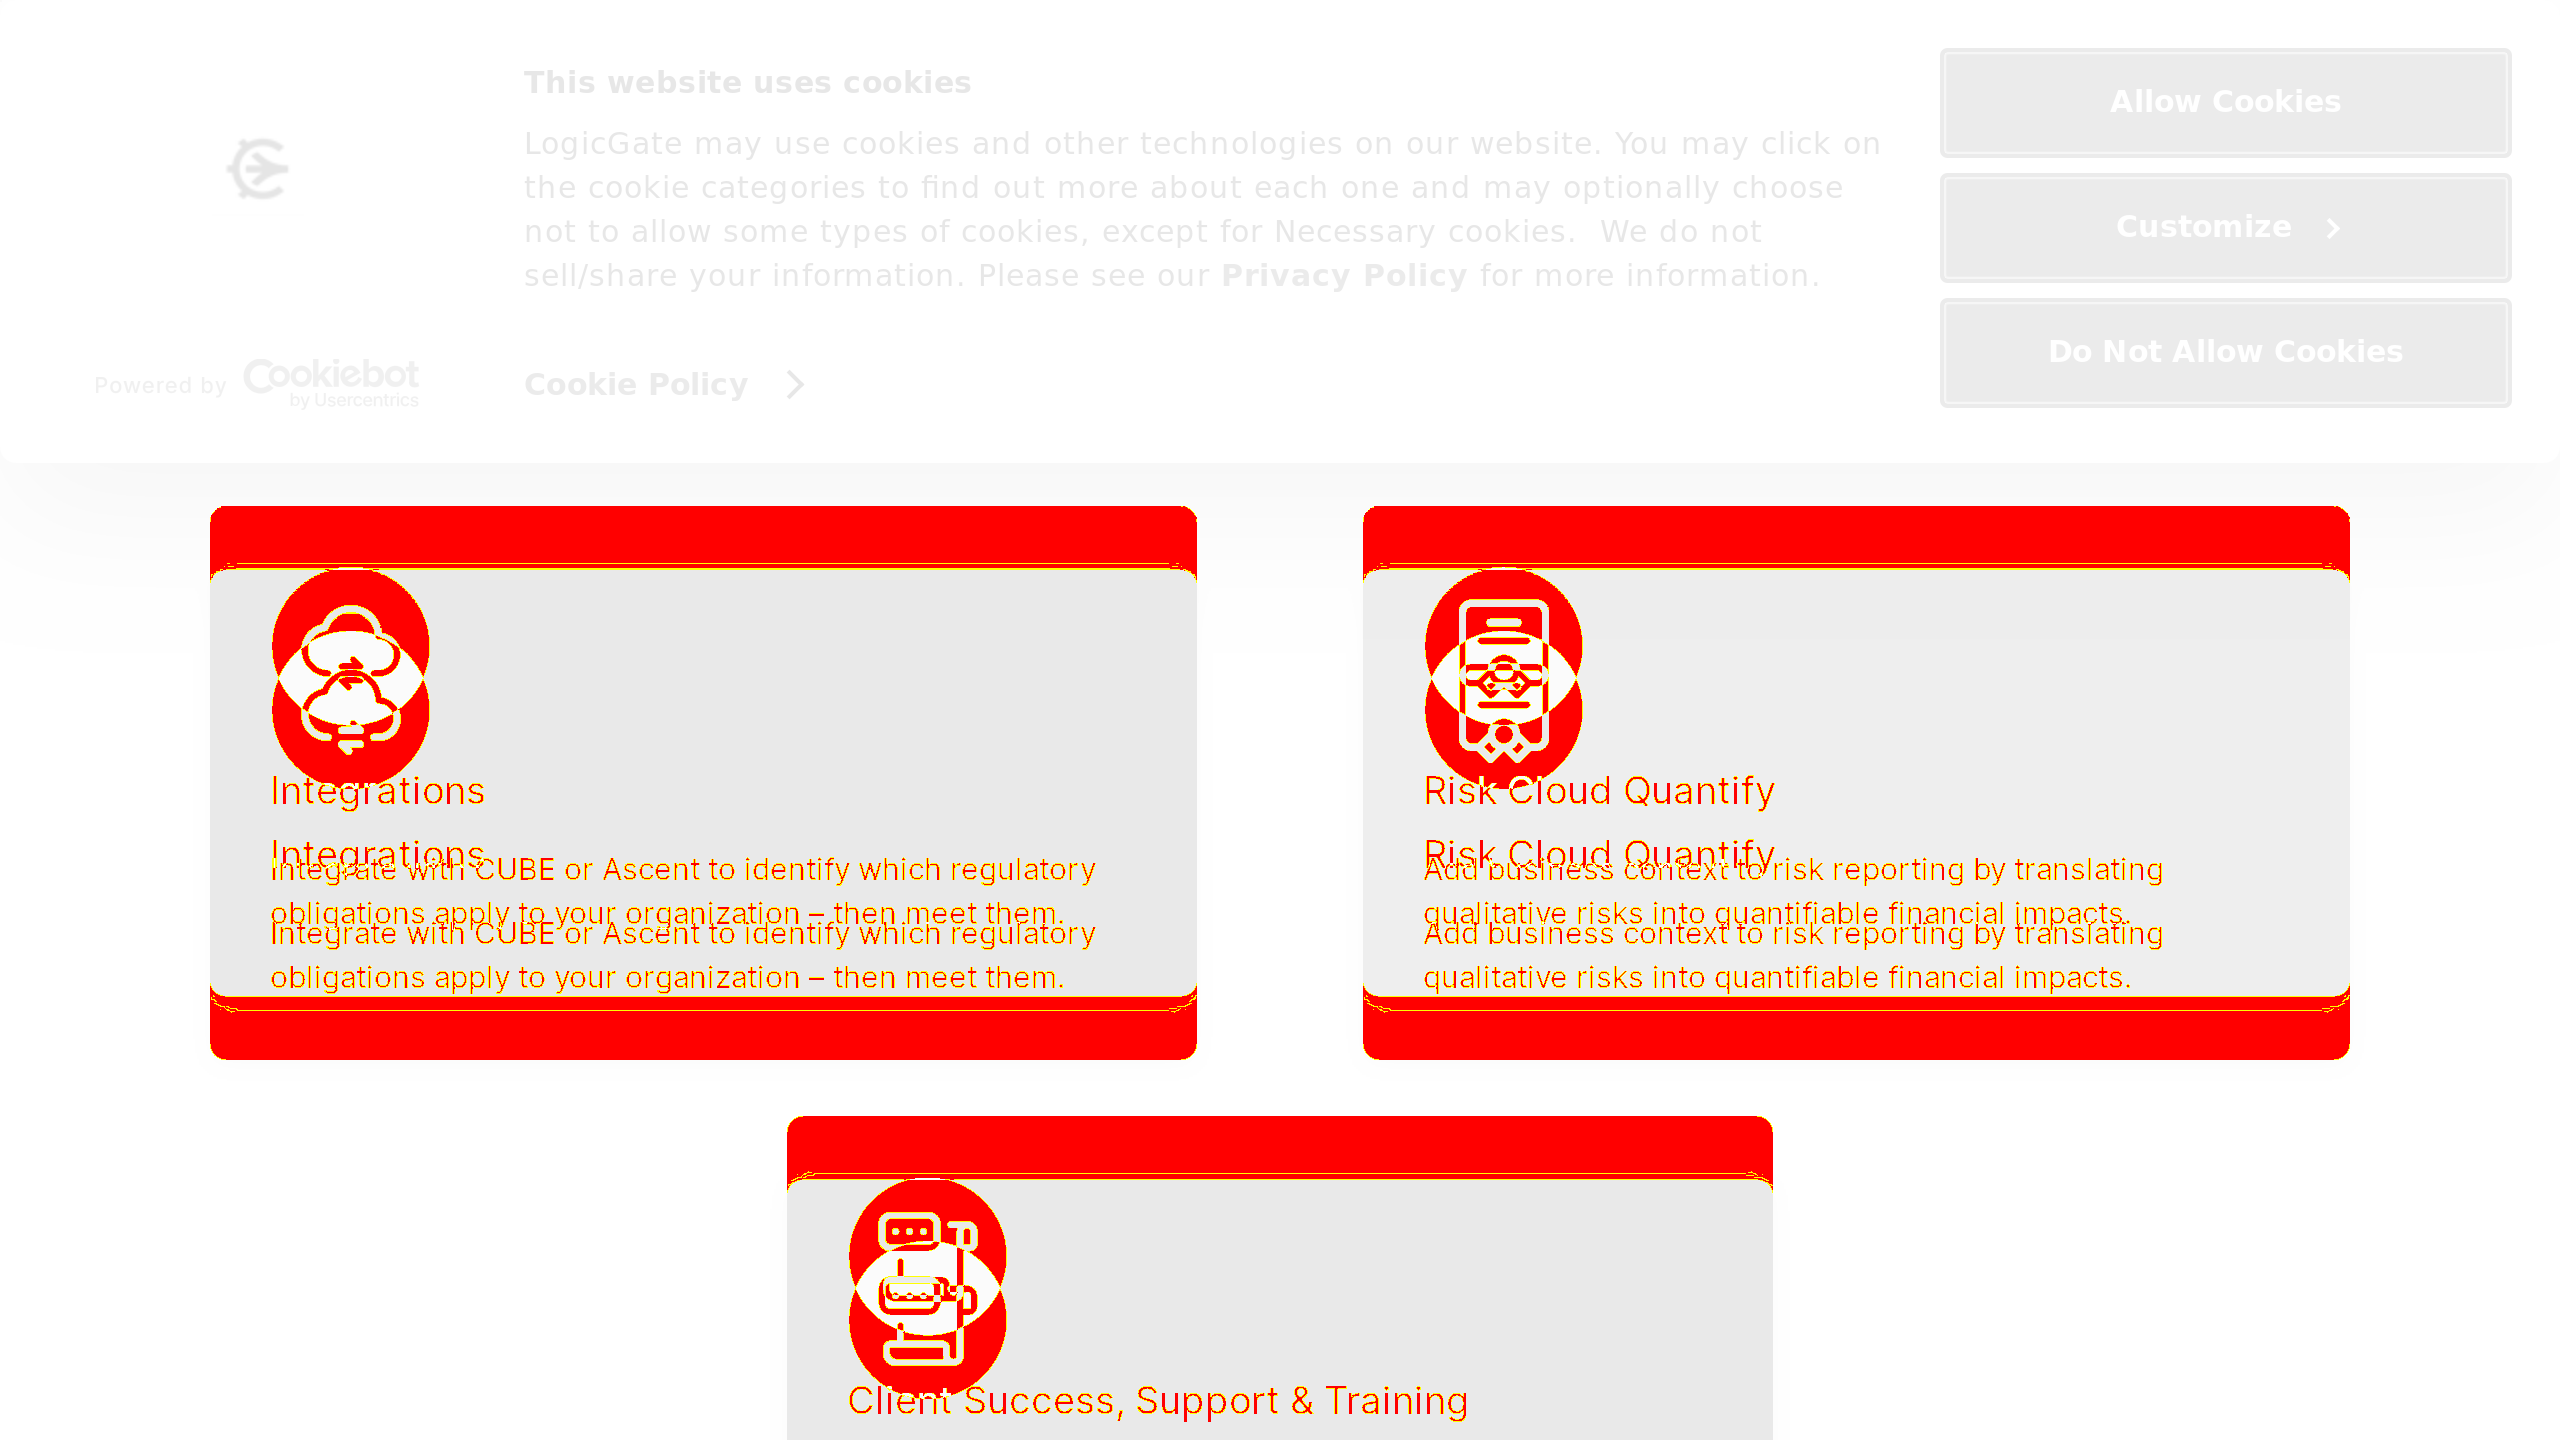 This website uses cookies
LogicGate may use cookies and other technologies on our website. You may click on
the cookie categories to find out more about each one and may optionally choose
not to allow some types of cookies, except for Necessary cookies.  We do not
sell/share your information. Please see our Privacy Policy for more information.
Powered by Cookiebot
by Usercentrics
Cookie Policy
Allow Cookies
Customize
Do Not Allow Cookies
Integrations
Integrations
Integrate with CUBE or Ascent to identify which regulatory
obligations apply to your organization – then meet them.
Integrate with CUBE or Ascent to identify which regulatory
obligations apply to your organization – then meet them.
Risk Cloud Quantify
Risk Cloud Quantify
Add business context to risk reporting by translating
qualitative risks into quantifiable financial impacts.
Add business context to risk reporting by translating
qualitative risks into quantifiable financial impacts.
Client Success, Support & Training